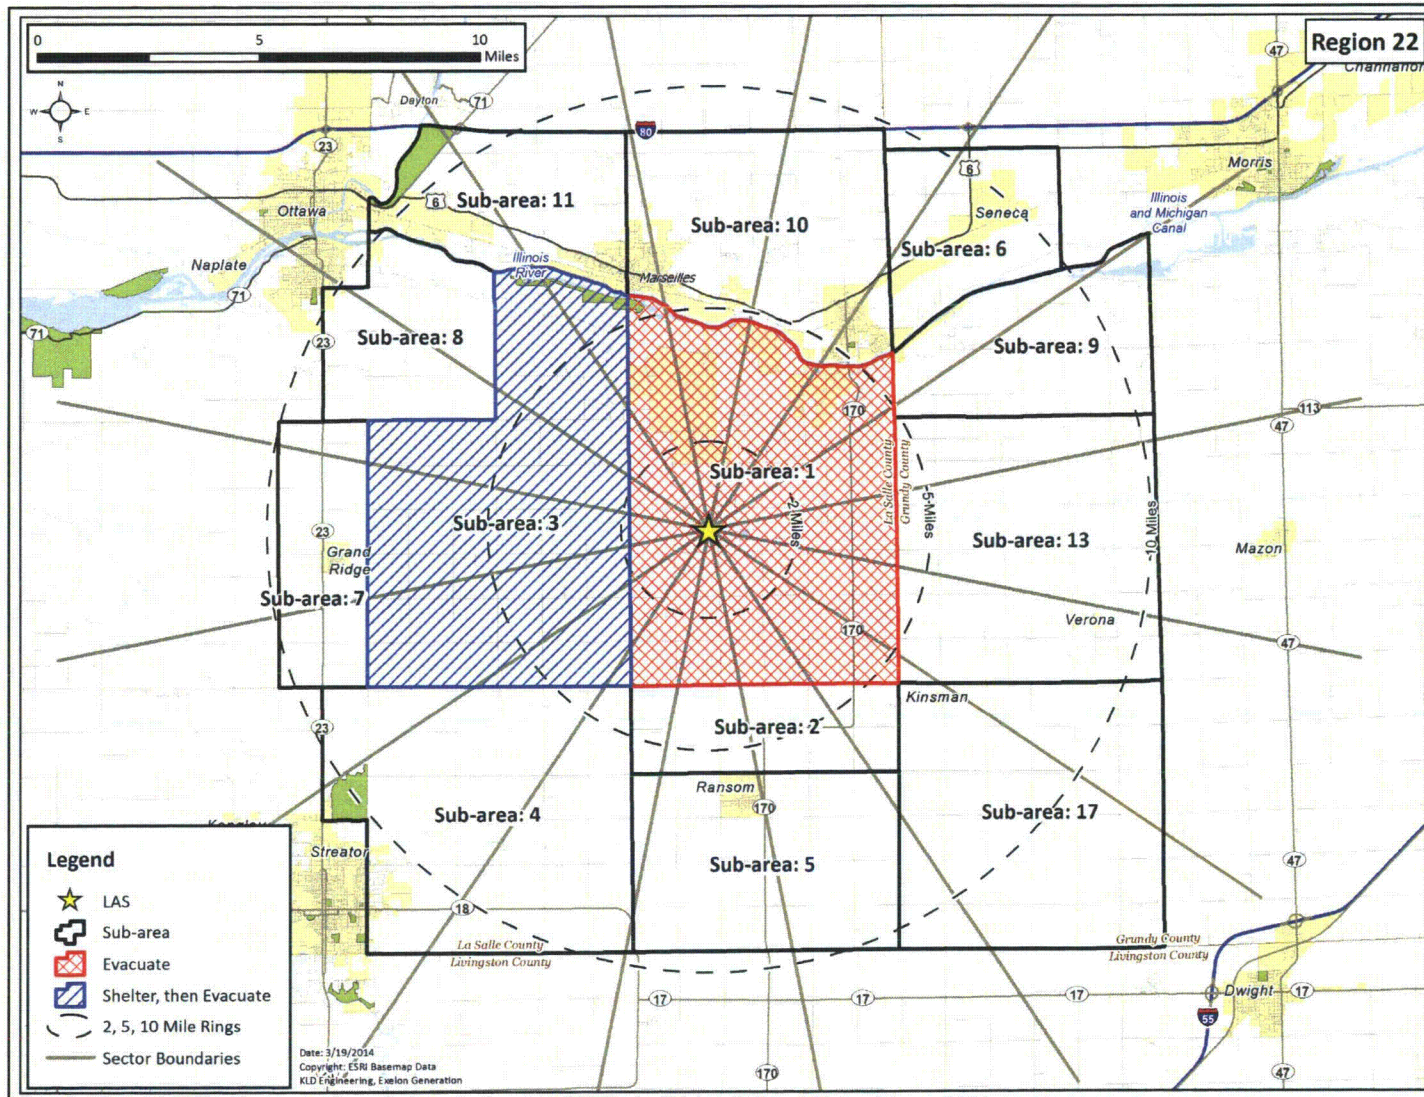 0
5
10
Miles
Region 22
47
Channahon
N
W
E
S
Dayton
71
80
23
6
6
Morris
Sub-area: 11
Ottawa
Seneca
Illinois
and Michigan
Canal
Sub-area: 10
Sub-area: 6
Naplate
Illinois
River
Marseilles
71
71
23
Sub-area: 8
Sub-area: 9
170
113
47
Sub-area: 1
La Salle County
Grundy County
5 Miles
2 Miles
10 Miles
Sub-area: 3
23
Grand
Ridge
Sub-area: 13
Mazon
Sub-area: 7
170
Verona
47
Kinsman
23
Sub-area: 2
Ransom
170
Sub-area: 4
Sub-area: 17
Streator
Sub-area: 5
47
18
La Salle County
Livingston County
Grundy County
Livingston County
17
17
17
Dwight
17
55
170
47
Legend
LAS
Sub-area
Evacuate
Shelter, then Evacuate
2, 5, 10 Mile Rings
Sector Boundaries
Date: 3/19/2014
Copyright: ESRI Basemap Data
KLD Engineering, Exelon Generation